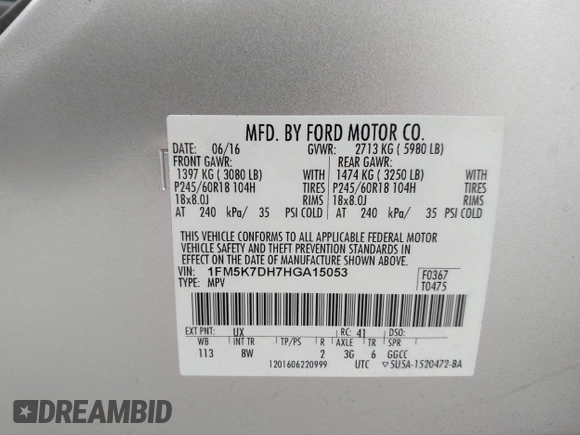 MFD. BY FORD MOTOR CO.
DATE: 06/16 GVWR: 2713 KG ( 5980 LB)
FRONT GAWR: REAR GAWR:
1397 KG ( 3080 LB) WITH 1474 KG ( 3250 LB) WITH
P245/60R18 104H TIRES P245/60R18 104H TIRES
18x8.0J RIMS 18x8.0J RIMS
AT 240 kPa/ 35 PSI COLD AT 240 kPa/ 35 PSI COLD
THIS VEHICLE CONFORMS TO ALL APPLICABLE FEDERAL MOTOR
VEHICLE SAFETY AND THEFT PREVENTION STANDARDS IN
EFFECT ON THE DATE OF MANUFACTURE SHOWN ABOVE.
VIN: 1FM5K7DH7HGA15053 F0367
TYPE: MPV T0475
EXT PNT: UX RC: 41 DSO:
WB INT TR TP/PS R AXLE TR SPR
113 8W 2 3G 6 GGCC
1201606220999 UTC ▽5U5A-1520472-BA
DREAMBID